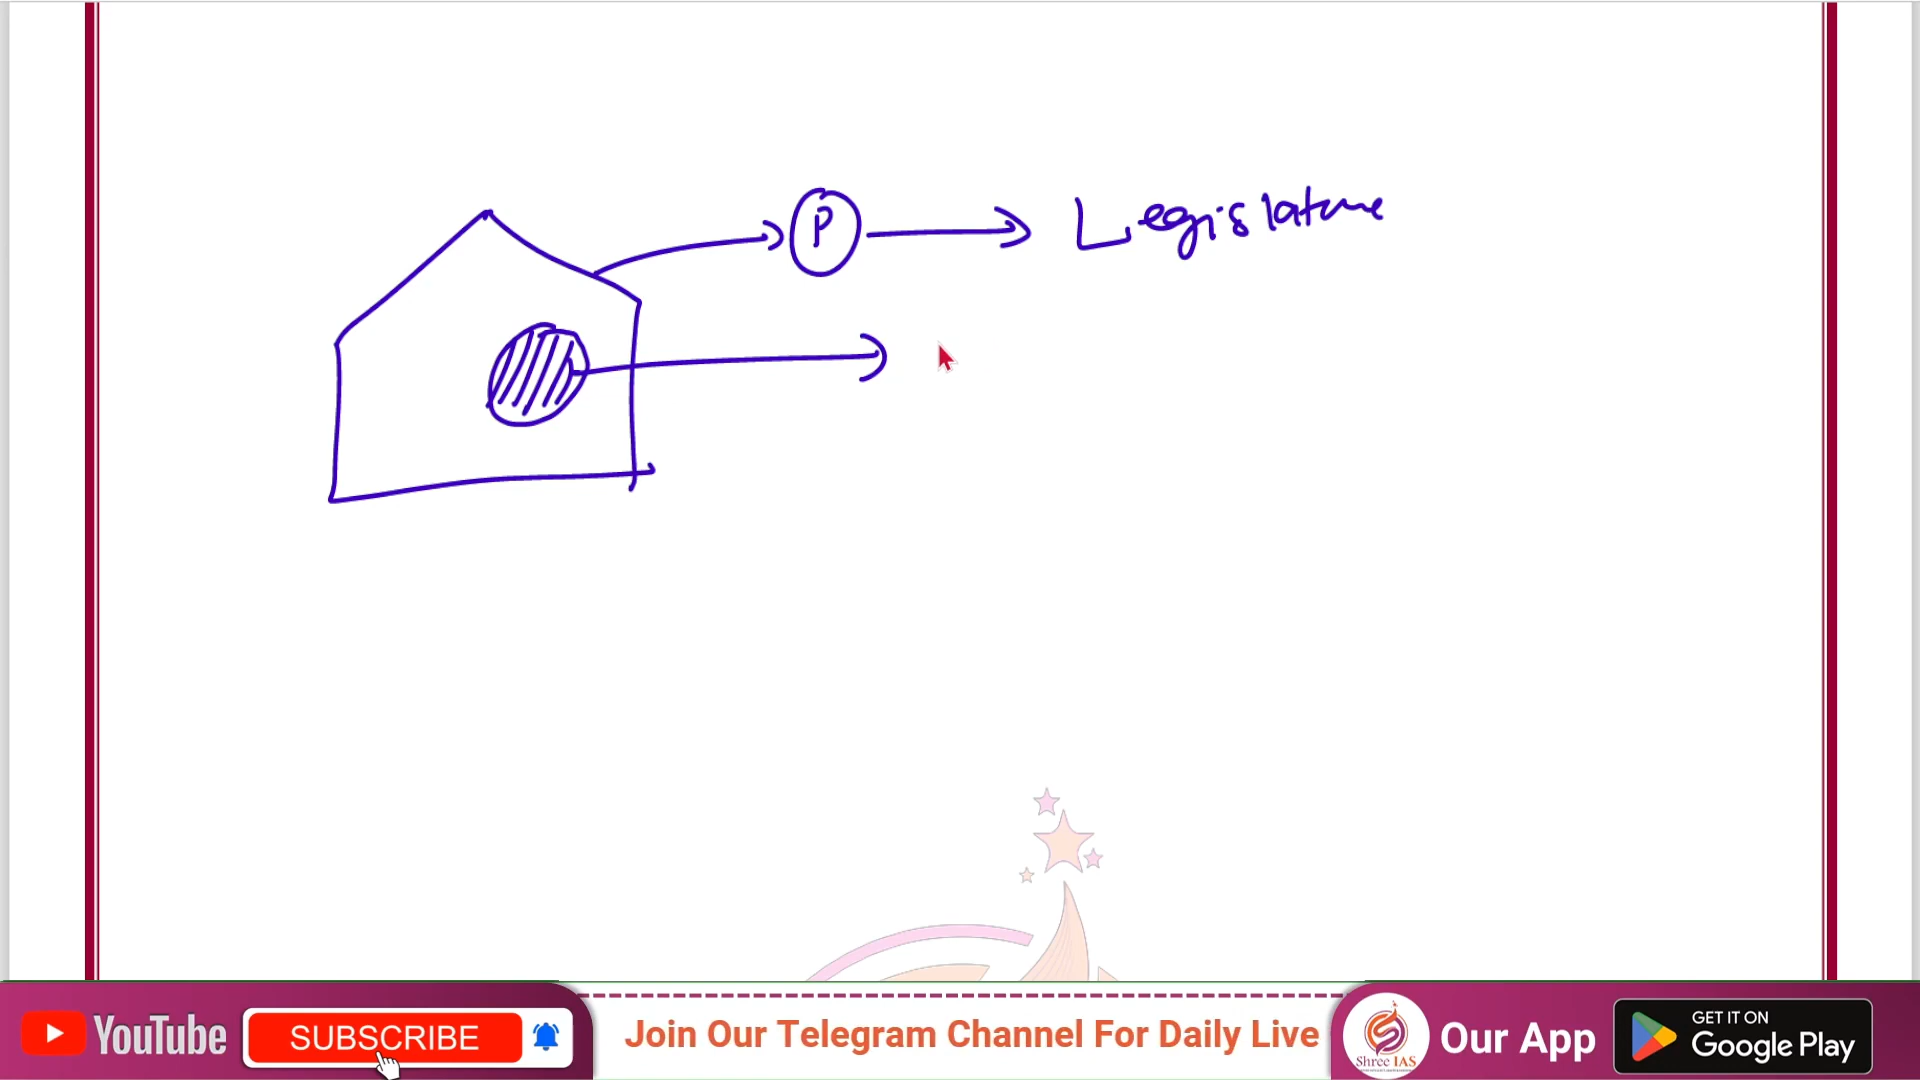 P
Legislature
YouTube
SUBSCRIBE
Join Our Telegram Channel For Daily Live
Shree IAS
Our App
GET IT ON
Google Play